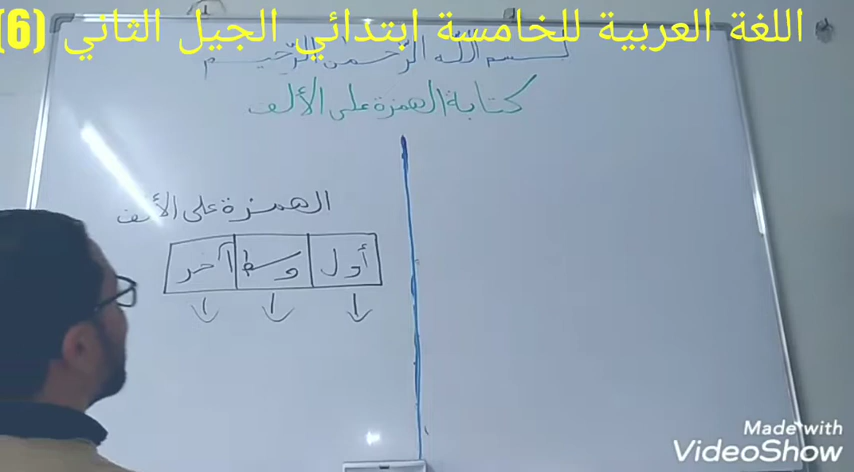 اللغة العربية للخامسة ابتدائي الجيل الثاني (6)
بسم الله الرحمن الرحيم
كتابة الهمزة على الألف
الهمزة على الألف
أول وسط آخر
Made with
VideoShow